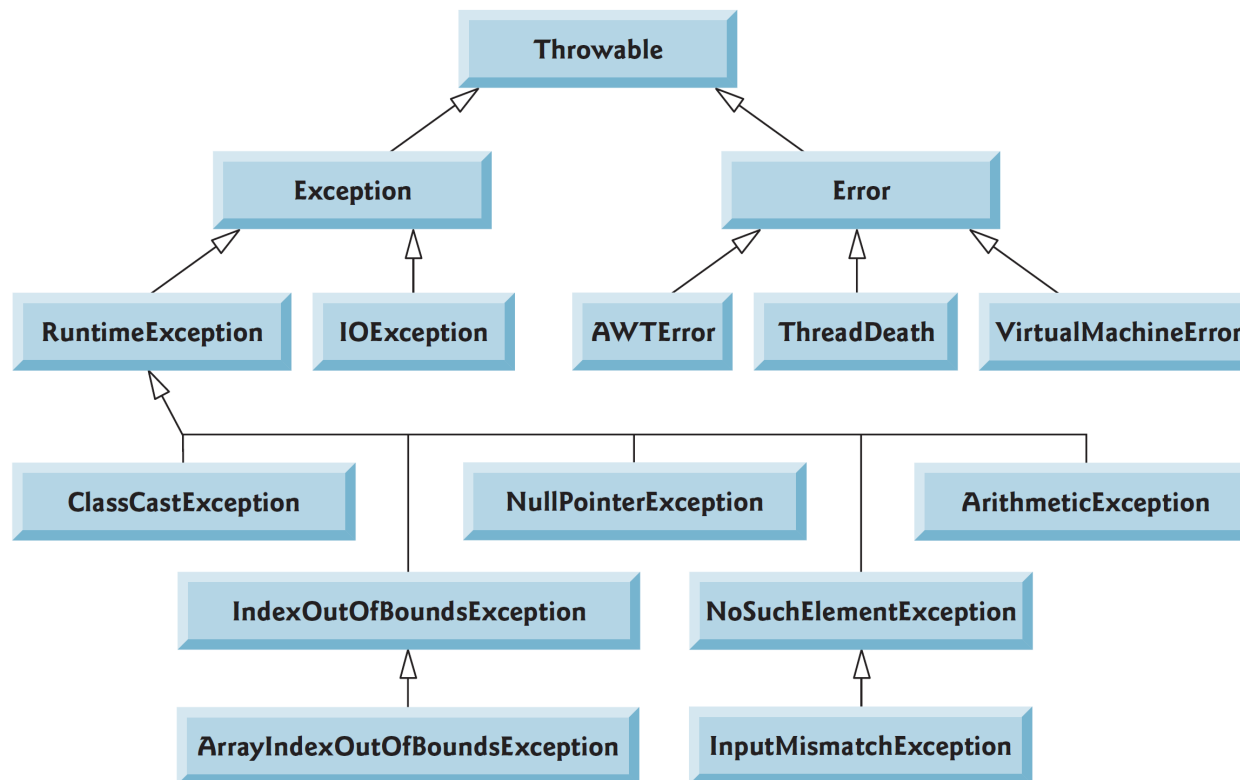 Throwable
Exception
Error
RuntimeException
IOException
AWTError
ThreadDeath
VirtualMachineError
ClassCastException
NullPointerException
ArithmeticException
IndexOutOfBoundsException
NoSuchElementException
ArrayIndexOutOfBoundsException
InputMismatchException